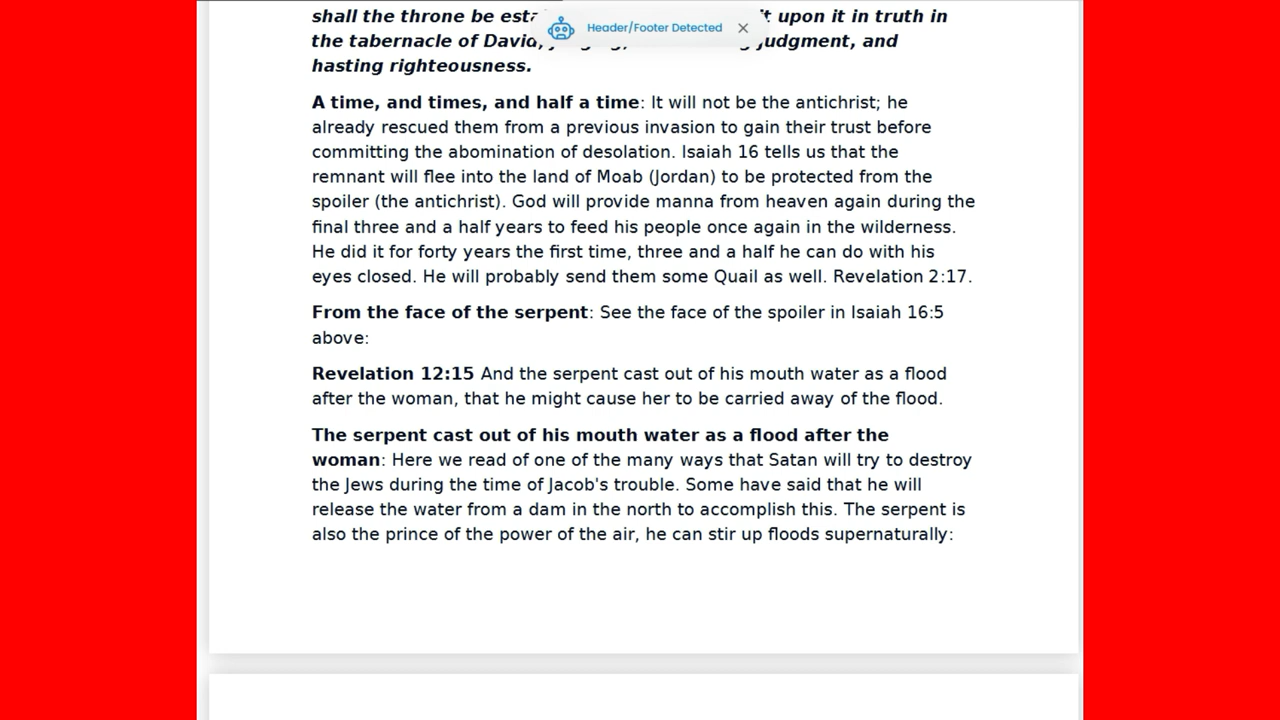 shall the throne be it upon it in truth in
Header/Footer Detected
the tabernacle of David, judgment, and
hasting righteousness.
A time, and times, and half a time: It will not be the antichrist; he
already rescued them from a previous invasion to gain their trust before
committing the abomination of desolation. Isaiah 16 tells us that the
remnant will flee into the land of Moab (Jordan) to be protected from the
spoiler (the antichrist). God will provide manna from heaven again during the
final three and a half years to feed his people once again in the wilderness.
He did it for forty years the first time, three and a half he can do with his
eyes closed. He will probably send them some Quail as well. Revelation 2:17.
From the face of the serpent: See the face of the spoiler in Isaiah 16:5
above:
Revelation 12:15 And the serpent cast out of his mouth water as a flood
after the woman, that he might cause her to be carried away of the flood.
The serpent cast out of his mouth water as a flood after the
woman: Here we read of one of the many ways that Satan will try to destroy
the Jews during the time of Jacob's trouble. Some have said that he will
release the water from a dam in the north to accomplish this. The serpent is
also the prince of the power of the air, he can stir up floods supernaturally: